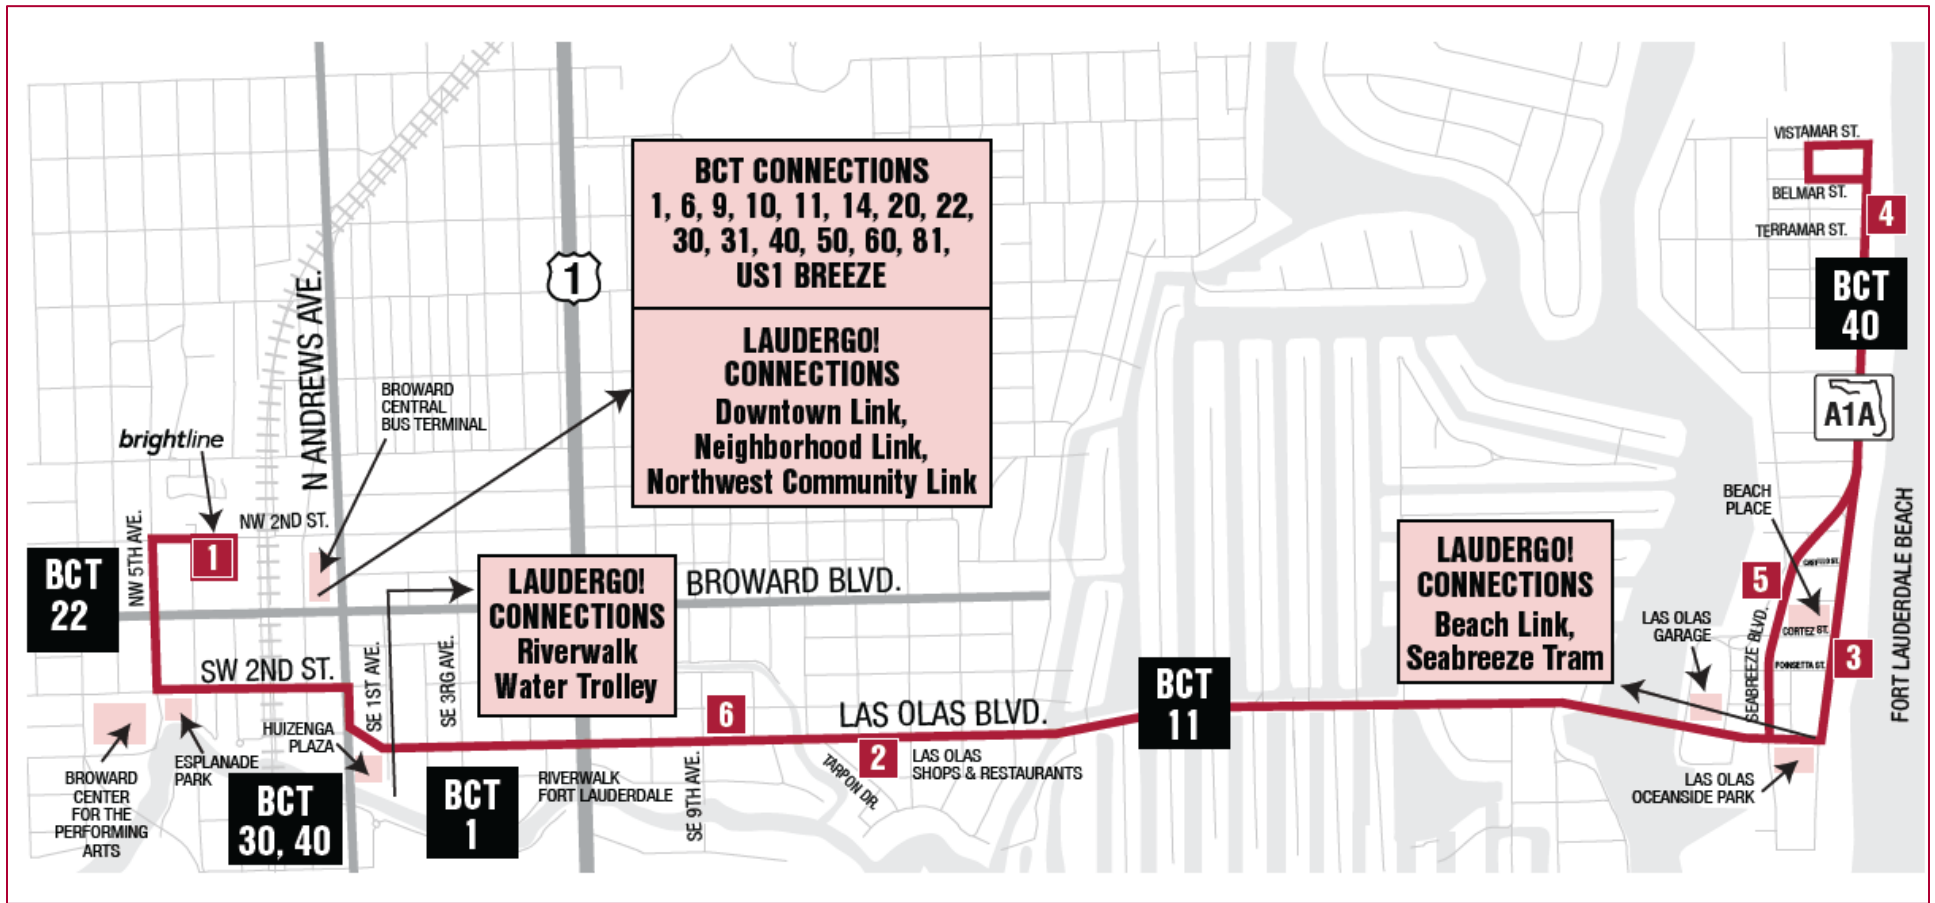 VISTAMAR ST.
BELMAR ST.
4
TERRAMAR ST.
BCT
40
A1A
BCT CONNECTIONS
1, 6, 9, 10, 11, 14, 20, 22,
30, 31, 40, 50, 60, 81,
US1 BREEZE
LAUDERGO!
CONNECTIONS
Downtown Link,
Neighborhood Link,
Northwest Community Link
1
N ANDREWS AVE.
BROWARD
CENTRAL
BUS TERMINAL
brightline
NW 5TH AVE.
NW 2ND ST.
1
BCT
22
LAUDERGO!
CONNECTIONS
Riverwalk
Water Trolley
BROWARD BLVD.
LAUDERGO!
CONNECTIONS
Beach Link,
Seabreeze Tram
BEACH
PLACE
FORT LAUDERDALE BEACH
5
CASTILLO ST.
LAS OLAS
GARAGE
SEABREEZE BLVD.
CORTEZ ST.
POINSETTA ST.
3
SW 2ND ST.
SE 1ST AVE.
SE 3RG AVE.
HUIZENGA
PLAZA
6
LAS OLAS BLVD.
BCT
11
2
LAS OLAS
SHOPS & RESTAURANTS
TARPON DR.
SE 9TH AVE.
RIVERWALK
FORT LAUDERDALE
BCT
1
BCT
30, 40
ESPLANADE
PARK
BROWARD
CENTER
FOR THE
PERFORMING
ARTS
LAS OLAS
OCEANSIDE PARK